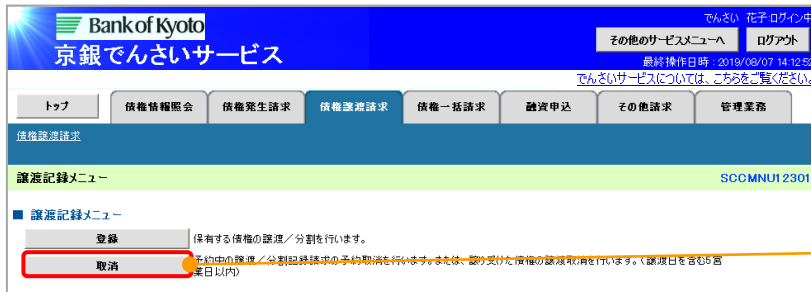 Bank of Kyoto
京銀でんさいサービス
でんさい 花子:ログイン中
その他のサービスメニューへ ログアウト
最終操作日時:2019/08/07 14:12:52
でんさいサービスについては、こちらをご覧ください。
トップ 債権情報照会 債権発生請求 債権譲渡請求 債権一括請求 融資申込 その他請求 管理業務
債権譲渡請求
譲渡記録メニュー SCCMNU12301
■ 譲渡記録メニュー
登録 保有する債権の譲渡/分割を行います。
取消 予約中の譲渡/分割記録請求の予約取消を行います。または、譲り受けた債権の譲渡取消を行います。(譲渡日を含む5営
業日以内)